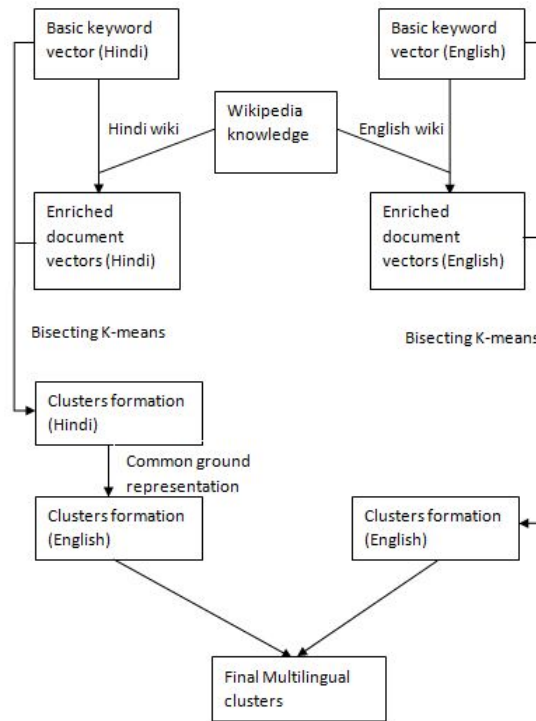 Basic keyword
vector (Hindi)
Basic keyword
vector (English)
Hindi wiki
Wikipedia
knowledge
English wiki
Enriched
document
vectors (Hindi)
Enriched
document
vectors (English)
Bisecting K-means
Bisecting K-means
Clusters formation
(Hindi)
Common ground
representation
Clusters formation
(English)
Clusters formation
(English)
Final Multilingual
clusters